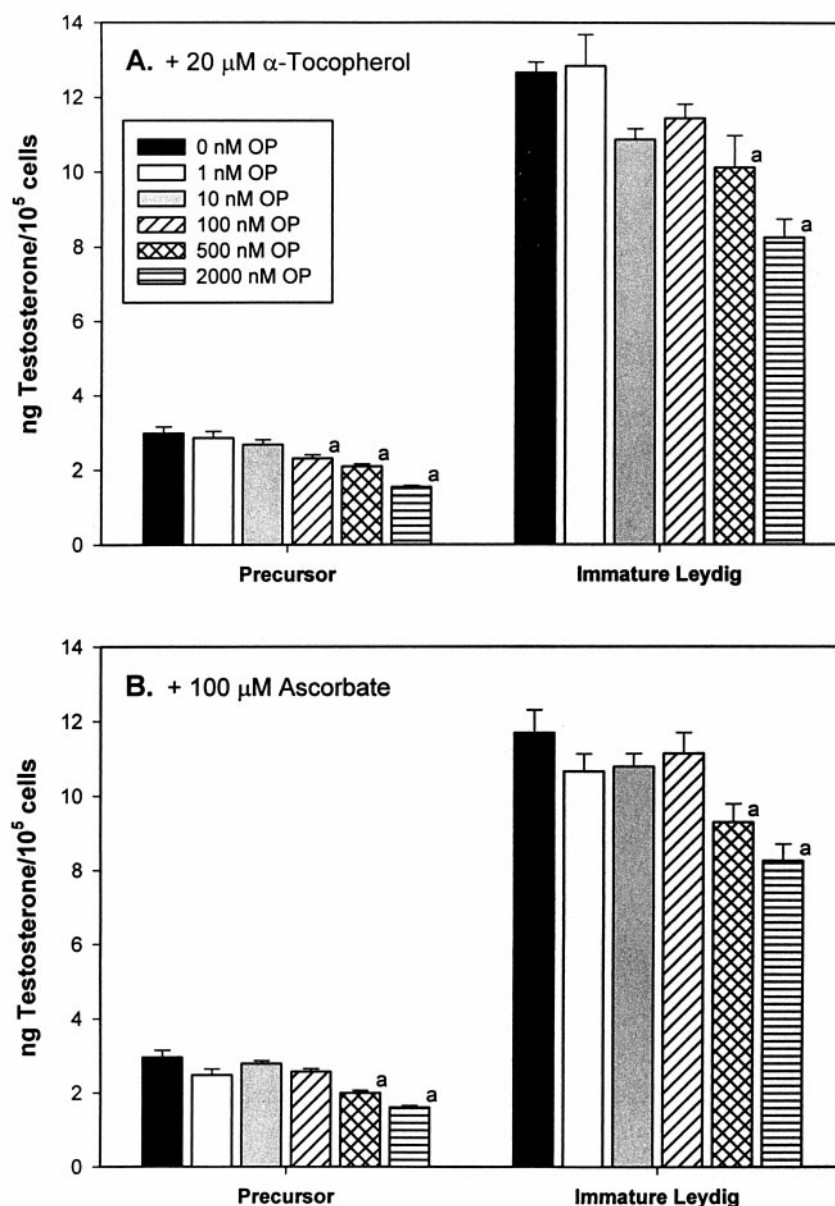 A. + 20 μM α-Tocopherol
0 nM OP
1 nM OP
10 nM OP
100 nM OP
500 nM OP
2000 nM OP
ng Testosterone/10⁵ cells
14
12
10
8
6
4
2
0
a
a
a
a
a
Precursor
Immature Leydig
B. + 100 μM Ascorbate
ng Testosterone/10⁵ cells
14
12
10
8
6
4
2
0
a
a
a
a
Precursor
Immature Leydig